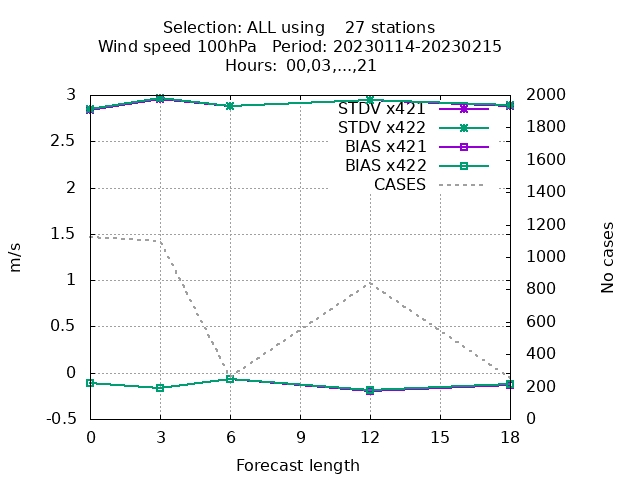 Selection: ALL using 27 stations
Wind speed 100hPa Period: 20230114-20230215
Hours: 00,03,...,21
3 2000
STDV x421
STDV x422 1800
2.5 BIAS x421
BIAS x422 1600
CASES
2 1400
1200
1.5
1000
1 800
0.5 600
400
0 200
-0.5 0
0 3 6 9 12 15 18
Forecast length
m/s
No cases